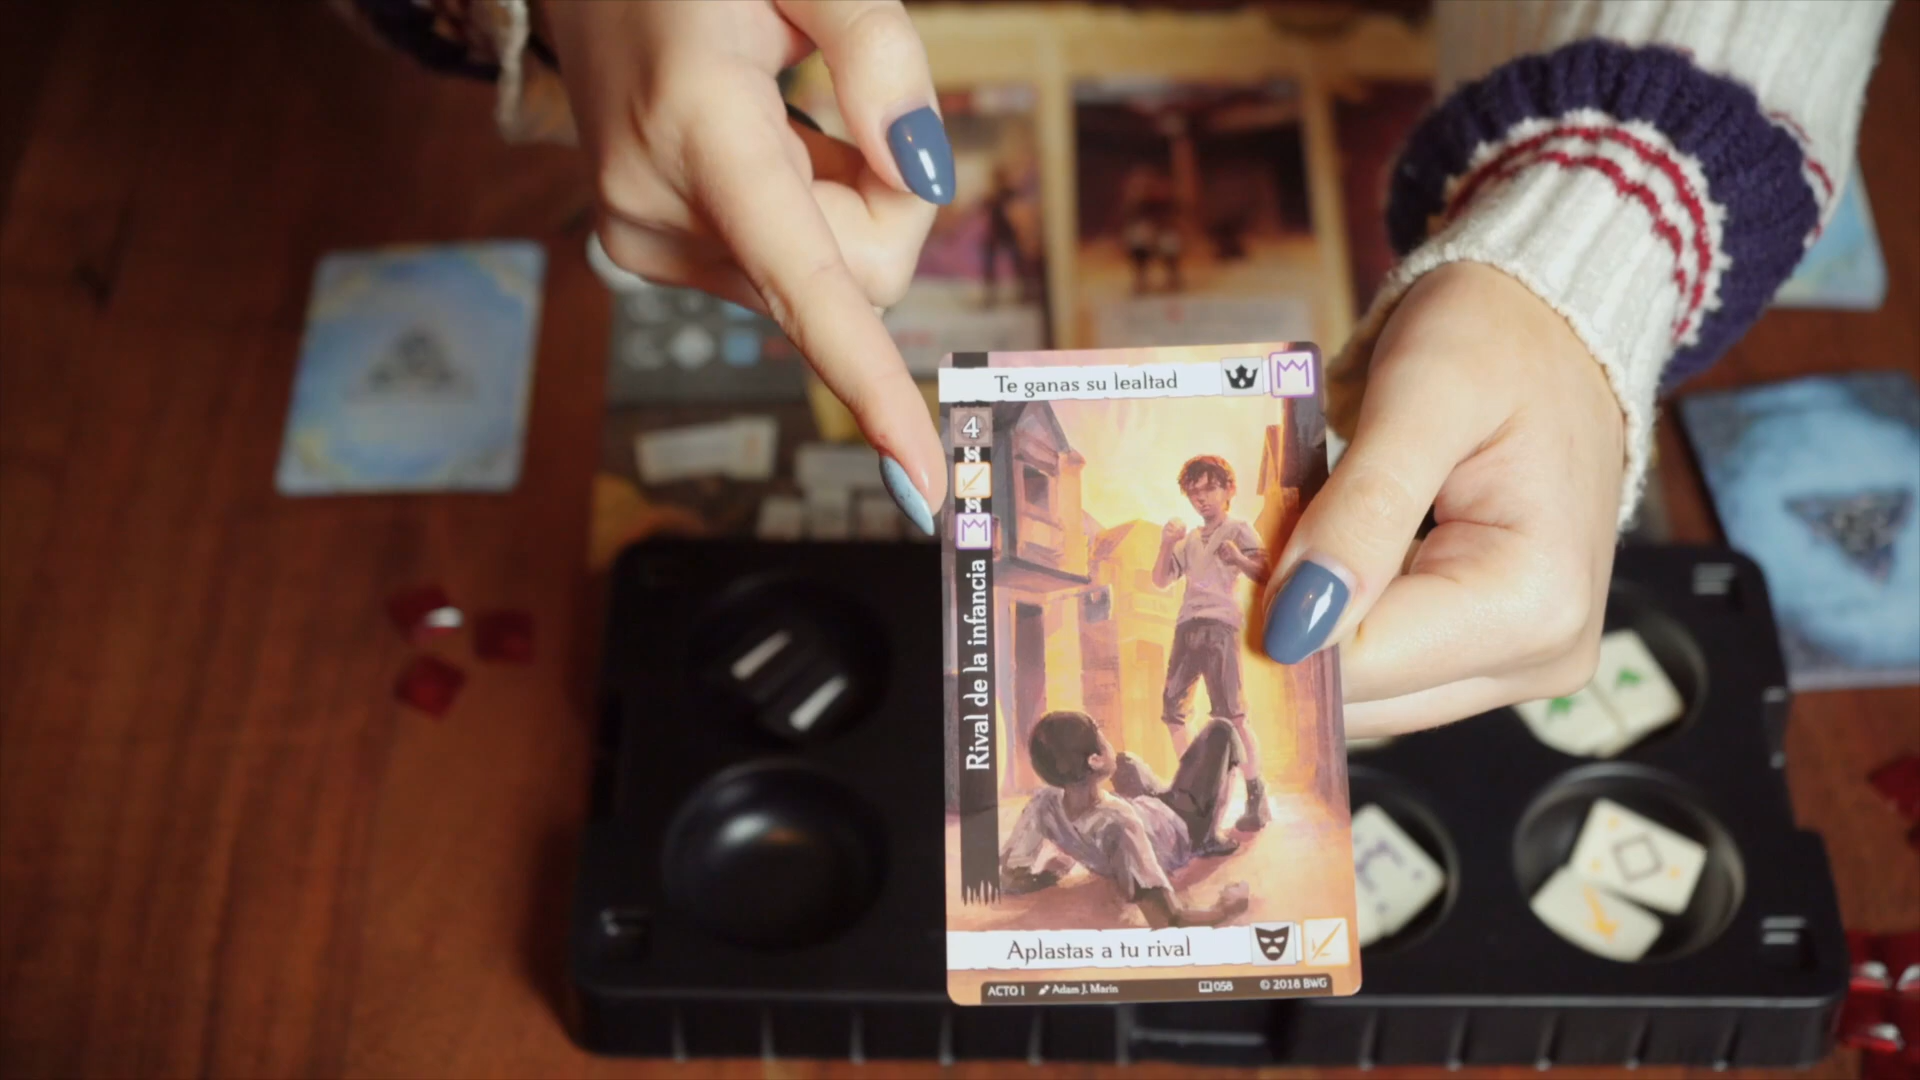 Te ganas su lealtad
4
Rival de la infancia
Aplastas a tu rival
ACTO I Adam J. Marin 058 © 2018 BWG